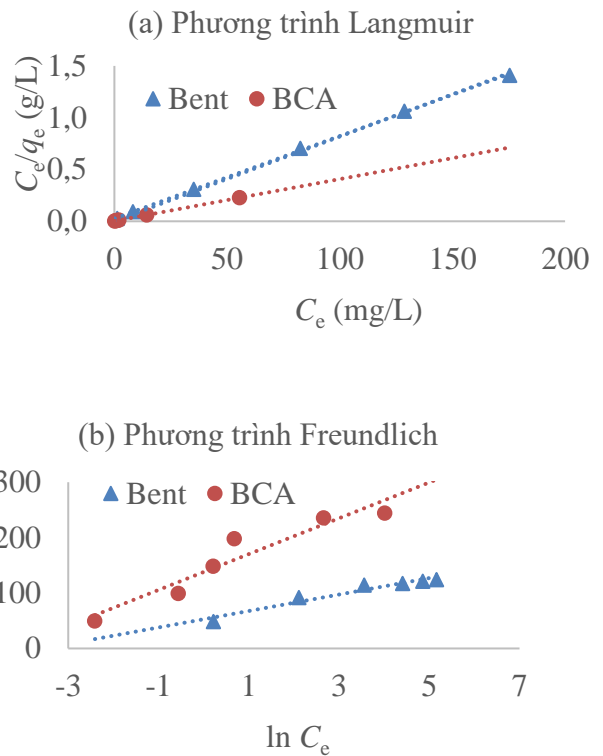 (a) Phương trình Langmuir
1,5
1,0
0,5
0,0
Cₑ/qₑ (g/L)
Bent BCA
0 50 100 150 200
Cₑ (mg/L)
(b) Phương trình Freundlich
300
200
100
0
Bent BCA
-3 -1 1 3 5 7
ln Cₑ